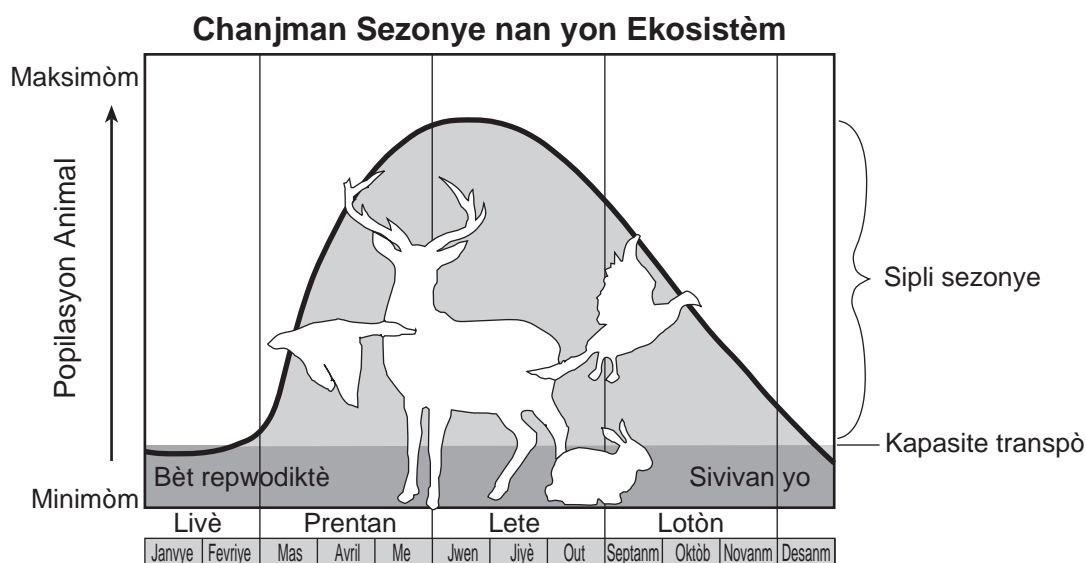 Chanjman Sezonye nan yon Ekosistèm
Maksimòm
Popilasyon Animal
Minimòm
Sipli sezonye
Kapasite transpò
Bèt repwodiktè
Sivivan yo
Livè Prentan Lete Lotòn
Janvye Fevriye Mas Avril Me Jwen Jiyè Out Septanm Oktòb Novanm Desanm